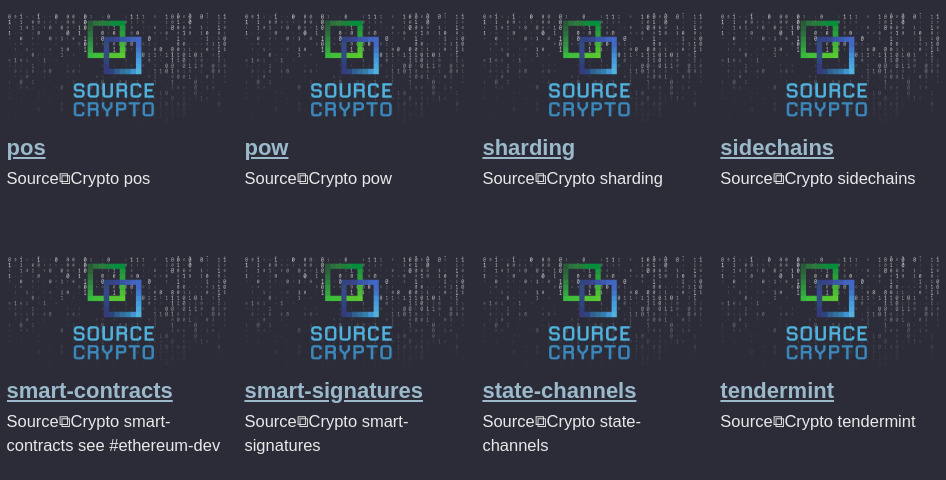 SOURCE
CRYPTO
pos
Source⧉Crypto pos
SOURCE
CRYPTO
pow
Source⧉Crypto pow
SOURCE
CRYPTO
sharding
Source⧉Crypto sharding
SOURCE
CRYPTO
sidechains
Source⧉Crypto sidechains
SOURCE
CRYPTO
smart-contracts
Source⧉Crypto smart-
contracts see #ethereum-dev
SOURCE
CRYPTO
smart-signatures
Source⧉Crypto smart-
signatures
SOURCE
CRYPTO
state-channels
Source⧉Crypto state-
channels
SOURCE
CRYPTO
tendermint
Source⧉Crypto tendermint